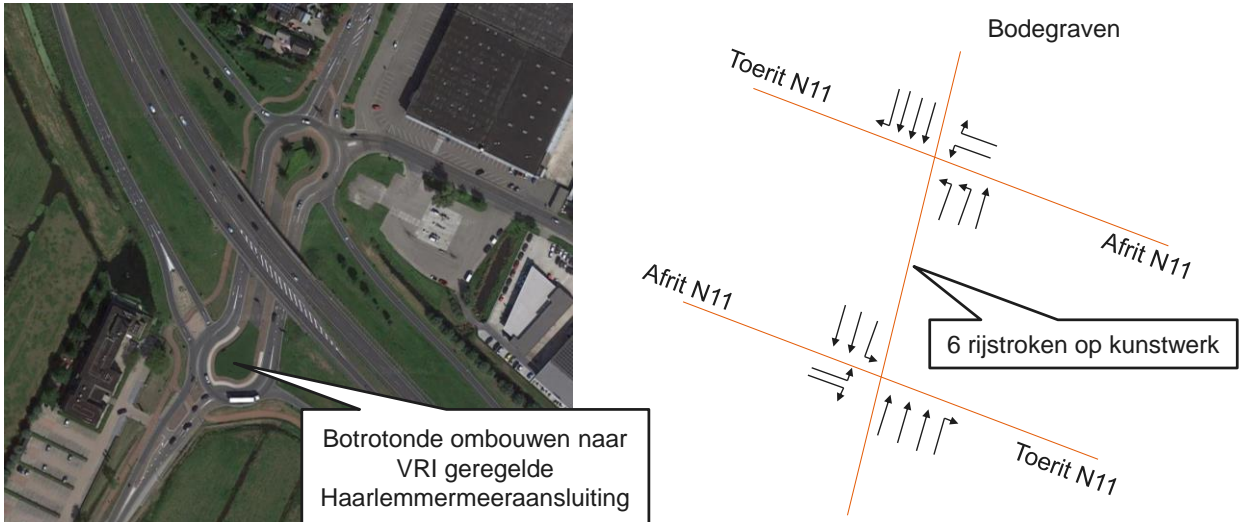 Botrotonde ombouwen naar
VRI geregelde
Haarlemmermeeraansluiting
Bodegraven
Toerit N11
Afrit N11
Afrit N11
6 rijstroken op kunstwerk
Toerit N11